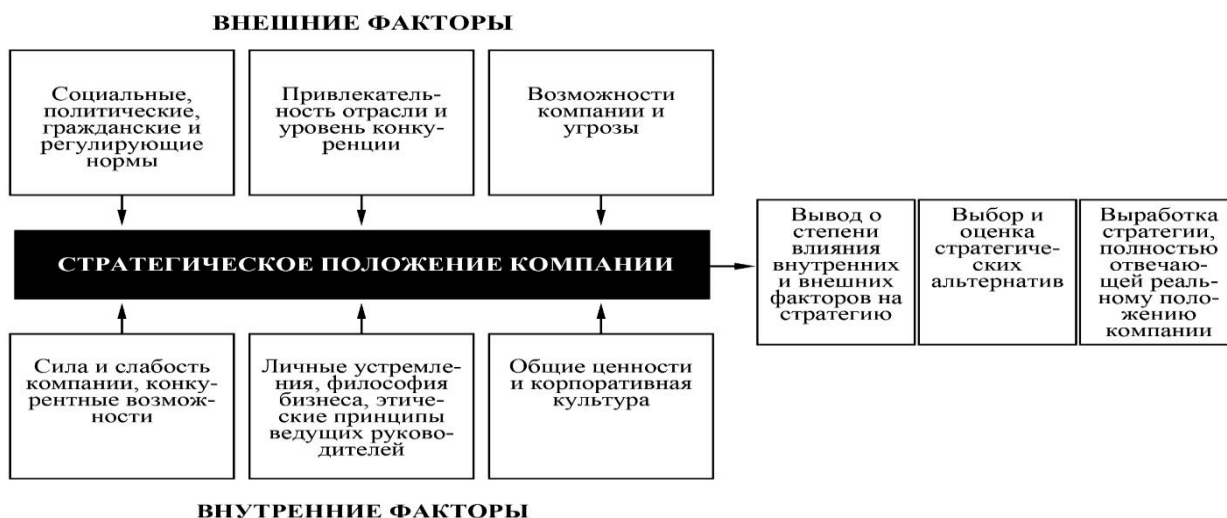 ВНЕШНИЕ ФАКТОРЫ
Социальные,
политические,
гражданские и
регулирующие
нормы
Привлекатель-
ность отрасли и
уровень конку-
ренции
Возможности
компании и
угрозы
СТРАТЕГИЧЕСКОЕ ПОЛОЖЕНИЕ КОМПАНИИ
Вывод о
степени
влияния
внутренних
и внешних
факторов на
стратегию
Выбор и
оценка
стратегиче-
ских
альтернатив
Выработка
стратегии,
полностью
отвечаю-
щей реаль-
ному поло-
жению
компании
Сила и слабость
компании, конку-
рентные возмож-
ности
Личные устремле-
ния, философия
бизнеса, этиче-
ские принципы
ведущих руково-
дителей
Общие ценности
и корпоративная
культура
ВНУТРЕННИЕ ФАКТОРЫ